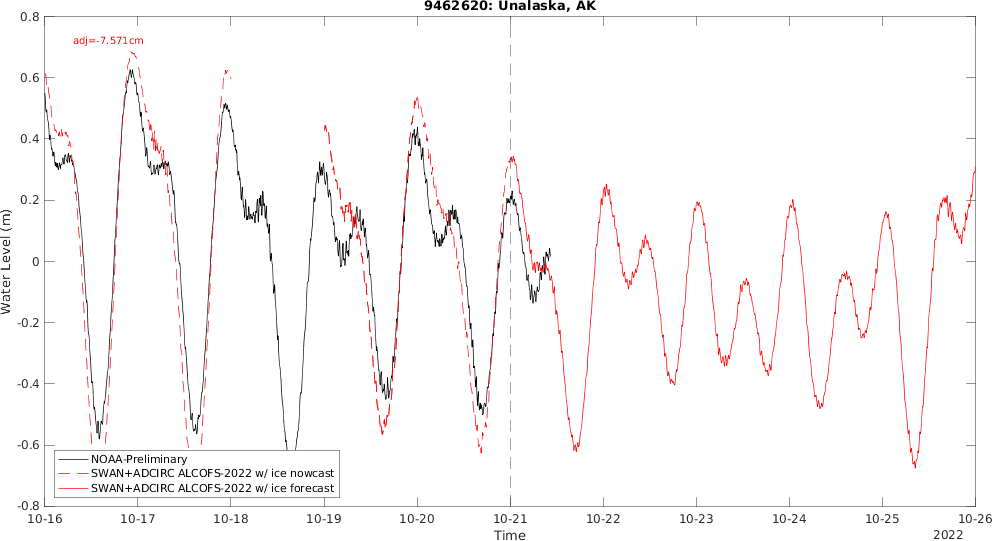 9462620: Unalaska, AK
adj=-7.571cm
0.8
0.6
0.4
0.2
0
-0.2
-0.4
-0.6
-0.8
Water Level (m)
NOAA-Preliminary
SWAN+ADCIRC ALCOFS-2022 w/ ice nowcast
SWAN+ADCIRC ALCOFS-2022 w/ ice forecast
10-16 10-17 10-18 10-19 10-20 10-21 10-22 10-23 10-24 10-25 10-26
Time
2022